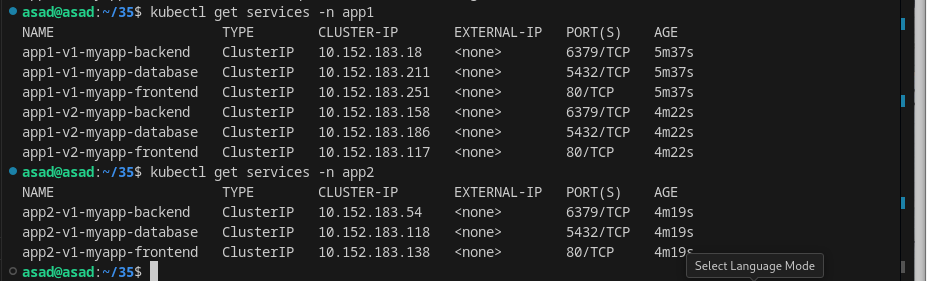 asad@asad:~/35$ kubectl get services -n app1
NAME TYPE CLUSTER-IP EXTERNAL-IP PORT(S) AGE
app1-v1-myapp-backend ClusterIP 10.152.183.18 <none> 6379/TCP 5m37s
app1-v1-myapp-database ClusterIP 10.152.183.211 <none> 5432/TCP 5m37s
app1-v1-myapp-frontend ClusterIP 10.152.183.251 <none> 80/TCP 5m37s
app1-v2-myapp-backend ClusterIP 10.152.183.158 <none> 6379/TCP 4m22s
app1-v2-myapp-database ClusterIP 10.152.183.186 <none> 5432/TCP 4m22s
app1-v2-myapp-frontend ClusterIP 10.152.183.117 <none> 80/TCP 4m22s
asad@asad:~/35$ kubectl get services -n app2
NAME TYPE CLUSTER-IP EXTERNAL-IP PORT(S) AGE
app2-v1-myapp-backend ClusterIP 10.152.183.54 <none> 6379/TCP 4m19s
app2-v1-myapp-database ClusterIP 10.152.183.118 <none> 5432/TCP 4m19s
app2-v1-myapp-frontend ClusterIP 10.152.183.138 <none> 80/TCP 4m19s
asad@asad:~/35$
Select Language Mode